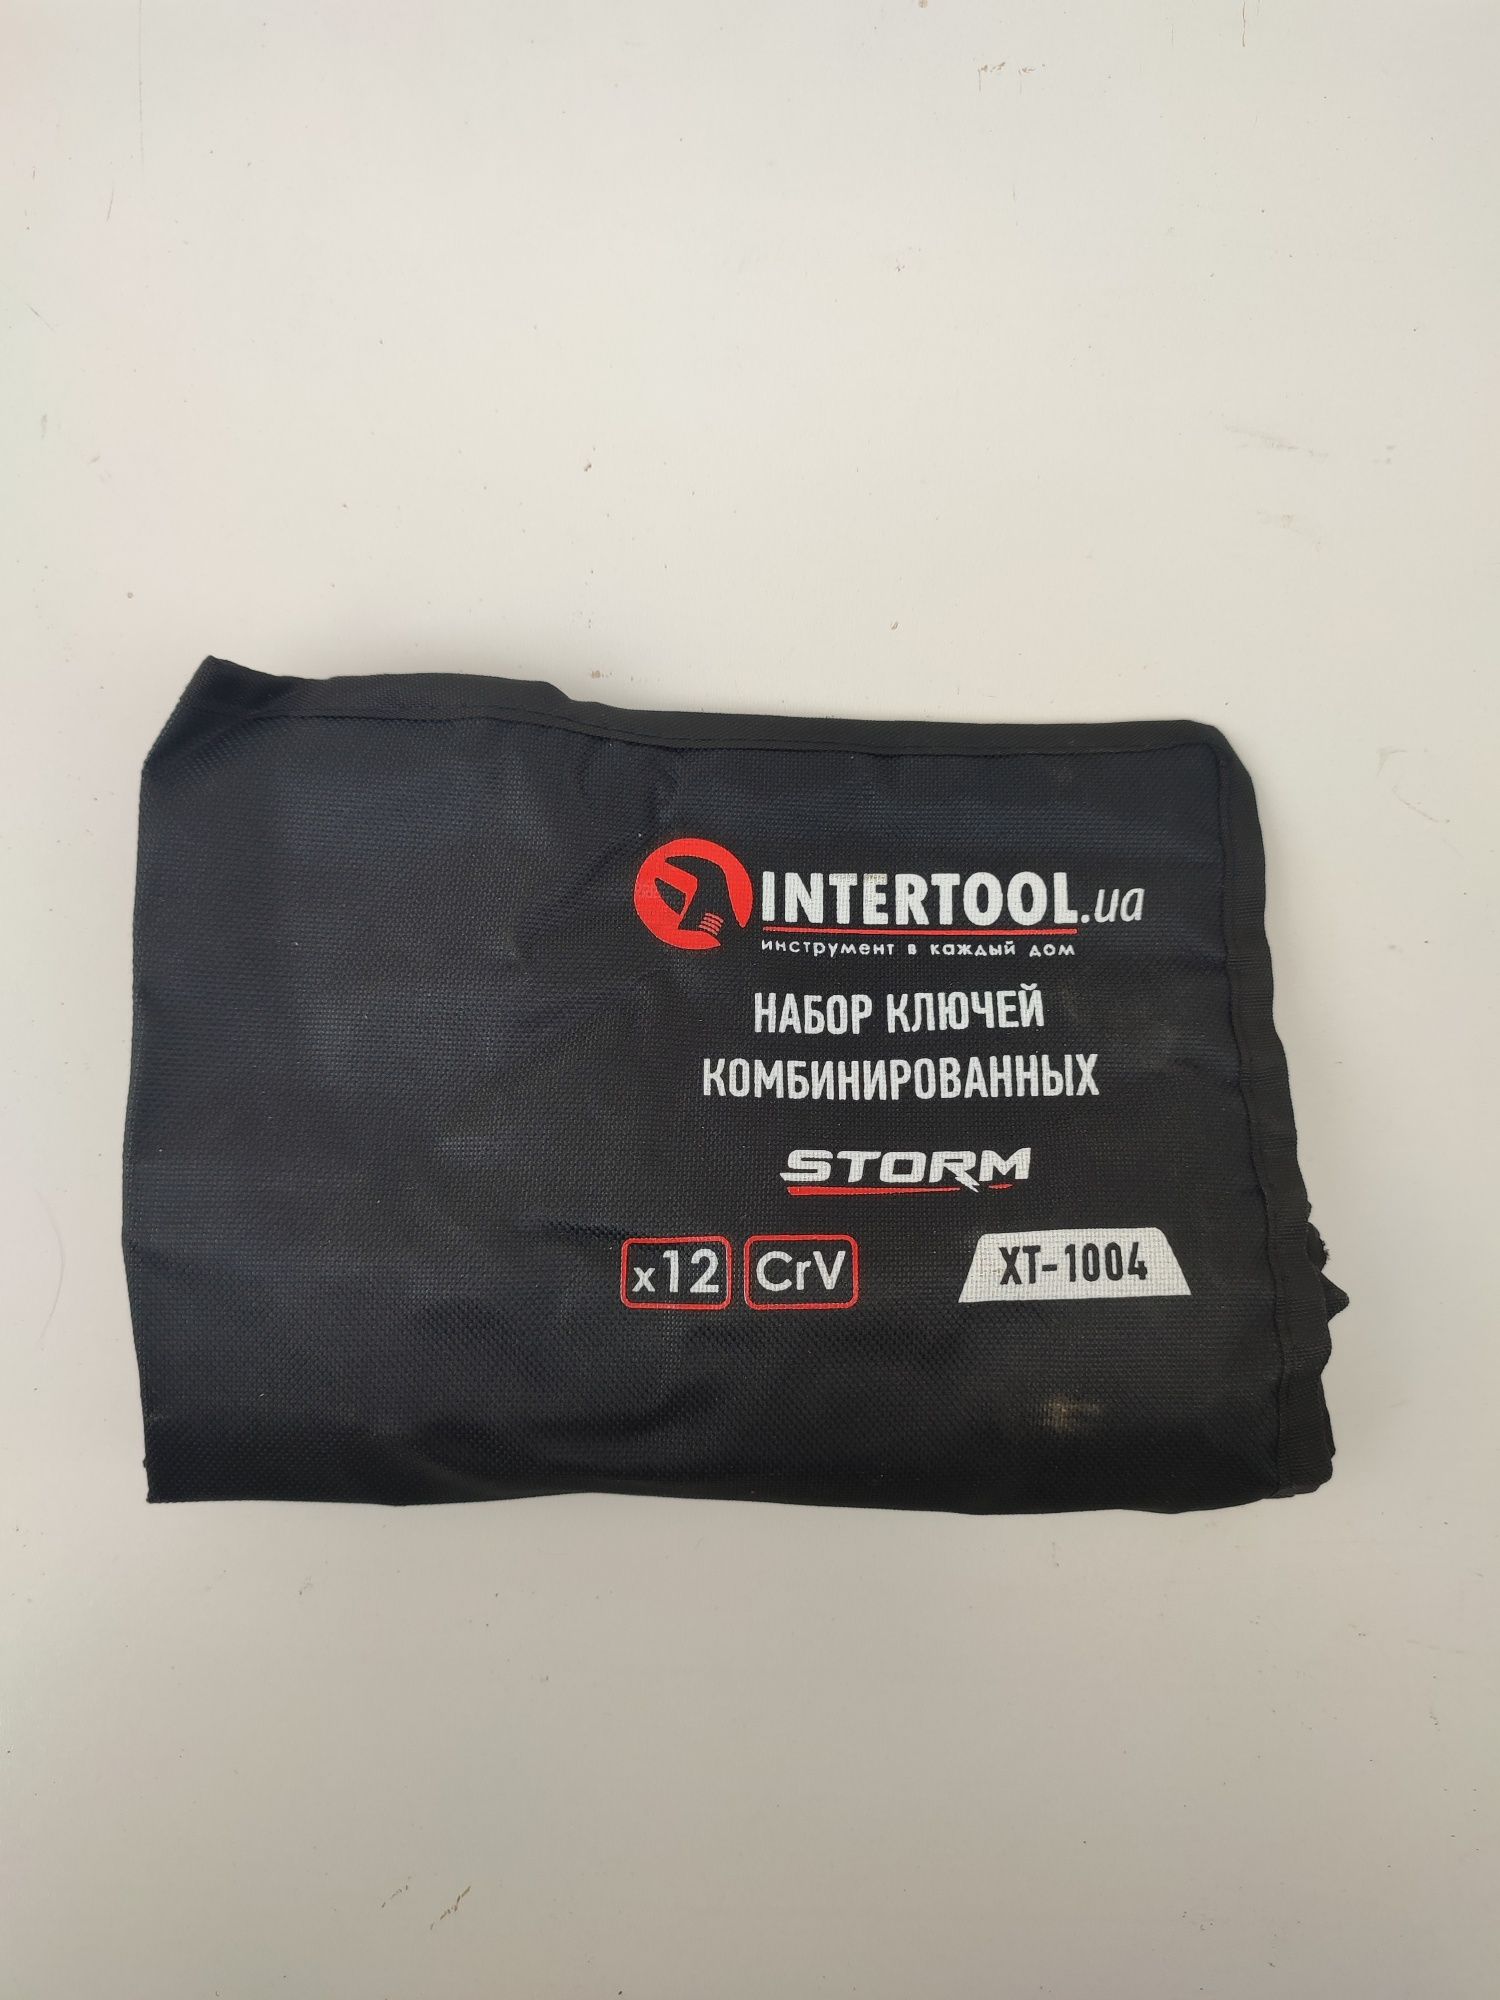 INTERTOOL.ua
инструмент в каждый дом
НАБОР КЛЮЧЕЙ
КОМБИНИРОВАННЫХ
STORM
x12 CrV XT-1004